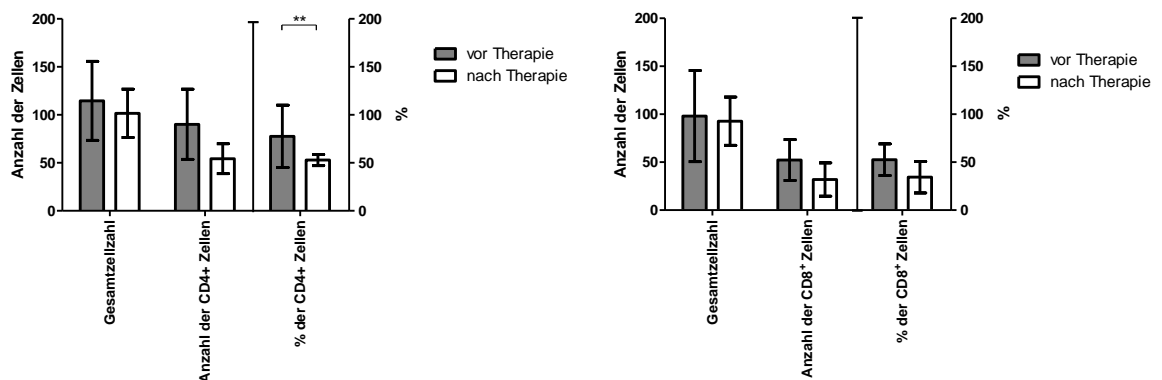 200
150
100
50
0
Anzahl der Zellen
**
200
150
100
50
0
%
Gesamtzellzahl
Anzahl der CD4+ Zellen
% der CD4+ Zellen
vor Therapie
nach Therapie
200
150
100
50
0
Anzahl der Zellen
200
150
100
50
0
%
Gesamtzellzahl
Anzahl der CD8⁺ Zellen
% der CD8⁺ Zellen
vor Therapie
nach Therapie